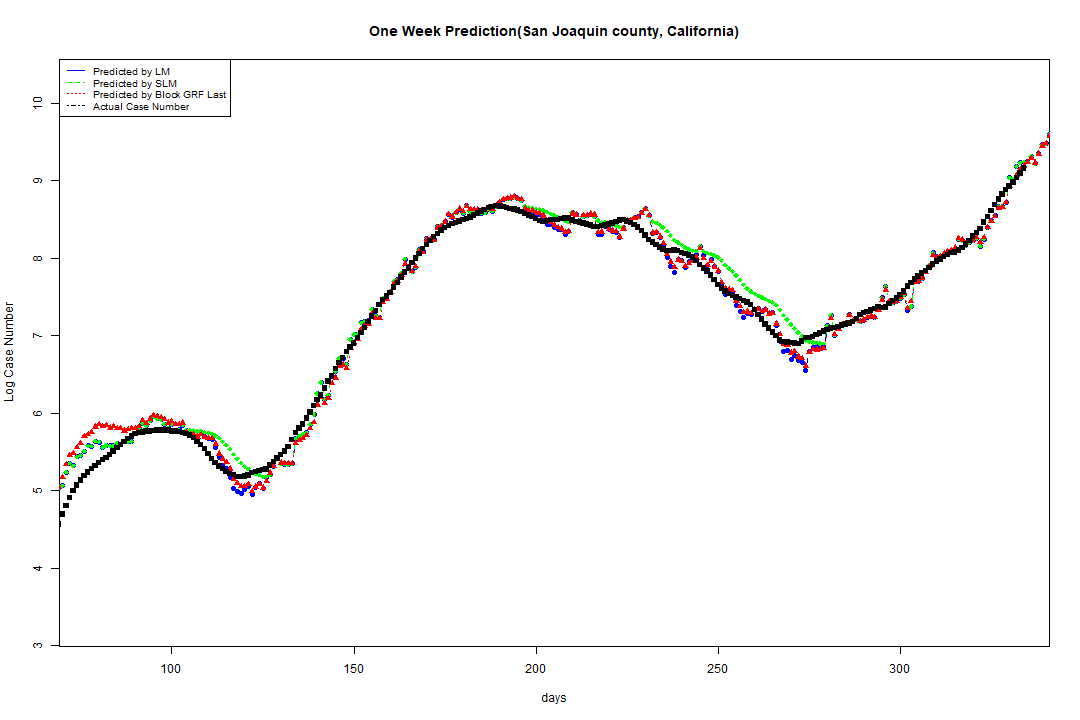 One Week Prediction(San Joaquin county, California)
Predicted by LM
Predicted by SLM
Predicted by Block GRF Last
Actual Case Number
10
9
8
7
6
5
4
3
Log Case Number
100 150 200 250 300
days